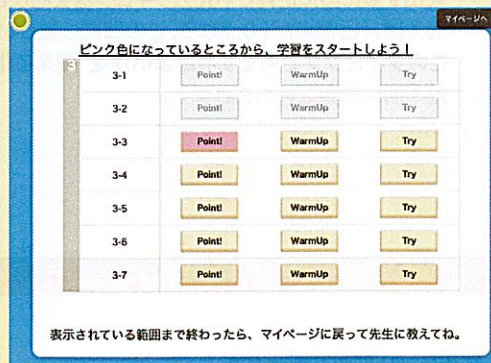 マイページへ
ピンク色になっているところから、学習をスタートしよう！
3
3-1 Point! WarmUp Try
3-2 Point! WarmUp Try
3-3 Point! WarmUp Try
3-4 Point! WarmUp Try
3-5 Point! WarmUp Try
3-6 Point! WarmUp Try
3-7 Point! WarmUp Try
表示されている範囲まで終わったら、マイページに戻って先生に教えてね。